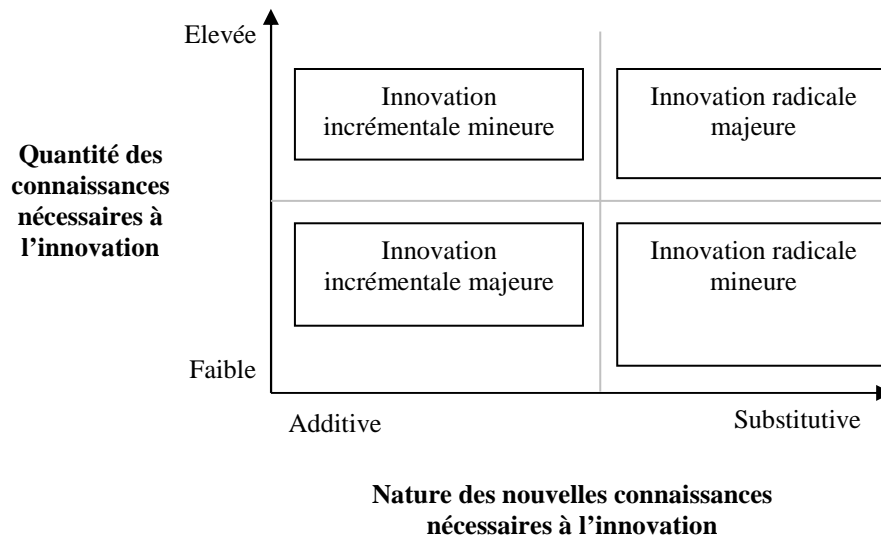 Elevée
Innovation
incrémentale mineure
Innovation radicale
majeure
Quantité des
connaissances
nécessaires à
l’innovation
Innovation
incrémentale majeure
Innovation radicale
mineure
Faible
Additive
Substitutive
Nature des nouvelles connaissances
nécessaires à l’innovation